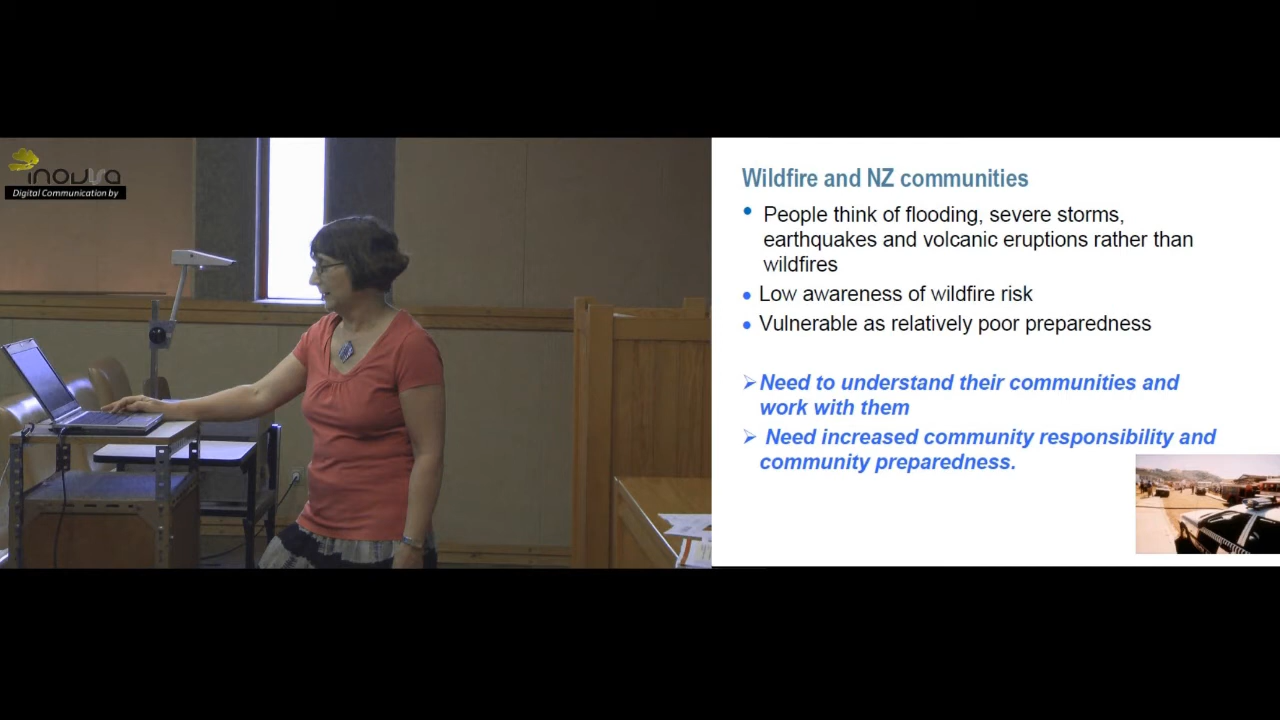 inovra
Digital Communication by
Wildfire and NZ communities
• People think of flooding, severe storms,
earthquakes and volcanic eruptions rather than
wildfires
• Low awareness of wildfire risk
• Vulnerable as relatively poor preparedness
➢ Need to understand their communities and
work with them
➢ Need increased community responsibility and
community preparedness.